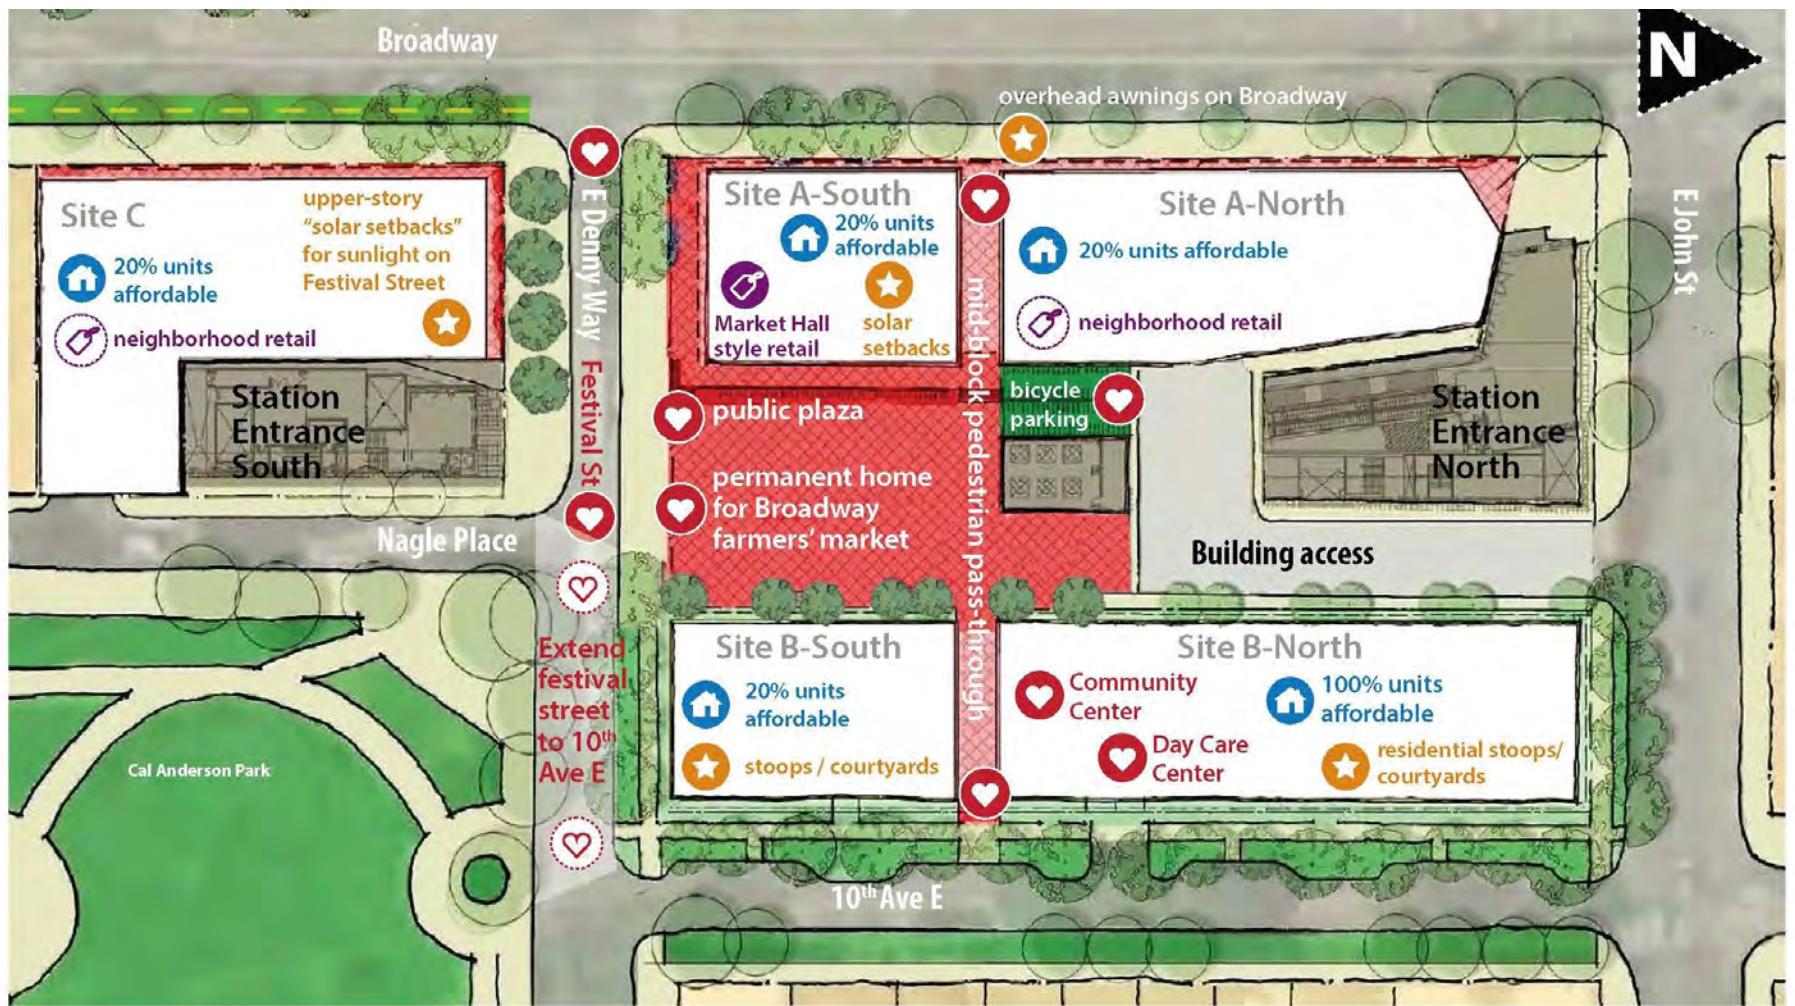 Broadway
N
overhead awnings on Broadway
Site C
20% units
affordable
neighborhood retail
upper-story
“solar setbacks”
for sunlight on
Festival Street
Station
Entrance
South
E Denny Way
Festival St
Site A-South
20% units
affordable
Market Hall
style retail
solar
setbacks
mid-block pedestrian pass-through
Site A-North
20% units affordable
neighborhood retail
E John St
bicycle
parking
public plaza
permanent home
for Broadway
farmers’ market
Station
Entrance
North
Building access
Nagle Place
Extend
festival
street
to 10th
Ave E
Cal Anderson Park
Site B-South
20% units
affordable
stoops / courtyards
Site B-North
Community
Center
Day Care
Center
100% units
affordable
residential stoops/
courtyards
10th Ave E